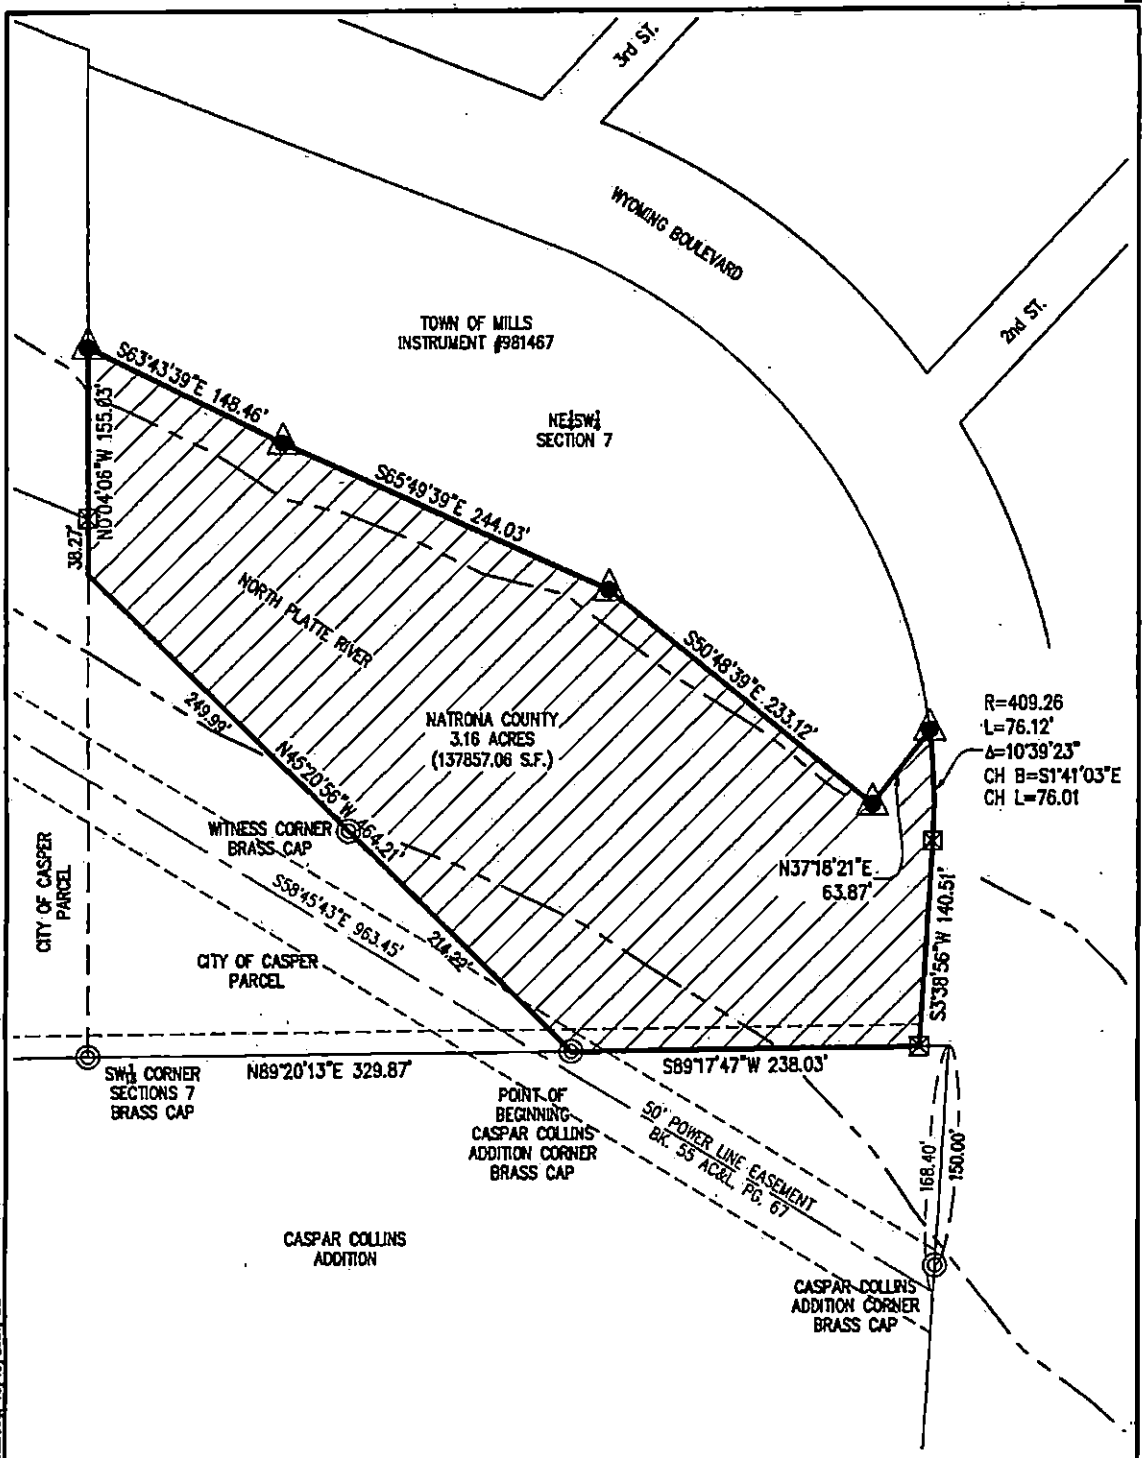 3rd ST.
WYOMING BOULEVARD
2nd ST.
TOWN OF MILLS
INSTRUMENT #981467
NE¼SW¼
SECTION 7
S63°43'39"E 148.46'
N0°04'06"W 155.03'
38.27'
S65°49'39"E 244.03'
NORTH PLATTE RIVER
S50°48'39"E 233.12'
R=409.26
L=76.12'
Δ=10°39'23"
CH B=S1°41'03"E
CH L=76.01
249.99'
NATRONA COUNTY
3.16 ACRES
(137857.06 S.F.)
N45°20'56"W 464.21'
WITNESS CORNER
BRASS CAP
N37°18'21"E
63.87'
CITY OF CASPER
PARCEL
S58°45'43"E 963.45'
214.22'
S3°38'56"W 140.51'
CITY OF CASPER
PARCEL
SW 1/16 CORNER
SECTIONS 7
BRASS CAP
N89°20'13"E 329.87'
S89°17'47"W 238.03'
POINT OF
BEGINNING
CASPAR COLLINS
ADDITION CORNER
BRASS CAP
50' POWER LINE EASEMENT
BK. 55 AC&L, PG. 67
168.40'
150.00'
CASPAR COLLINS
ADDITION
CASPAR COLLINS
ADDITION CORNER
BRASS CAP